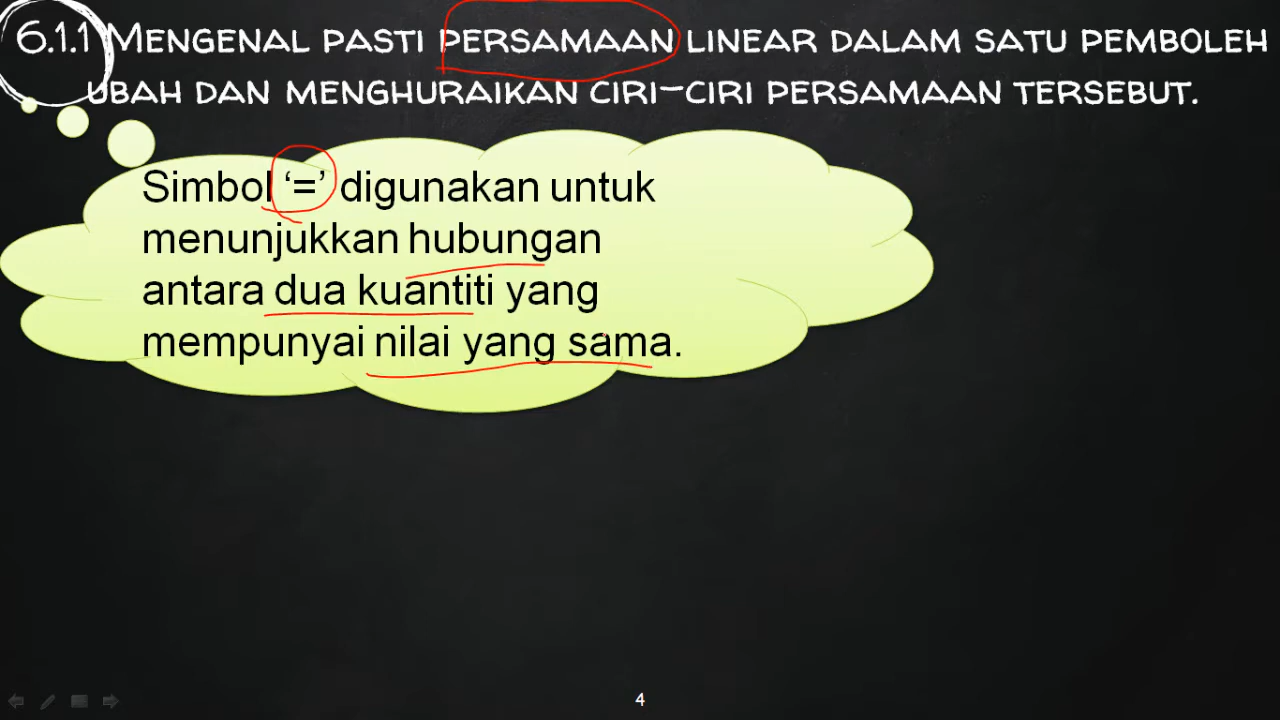 6.1.1 MENGENAL PASTI PERSAMAAN LINEAR DALAM SATU PEMBOLEH
UBAH DAN MENGHURAIKAN CIRI-CIRI PERSAMAAN TERSEBUT.
Simbol ‘=’ digunakan untuk
menunjukkan hubungan
antara dua kuantiti yang
mempunyai nilai yang sama.
4